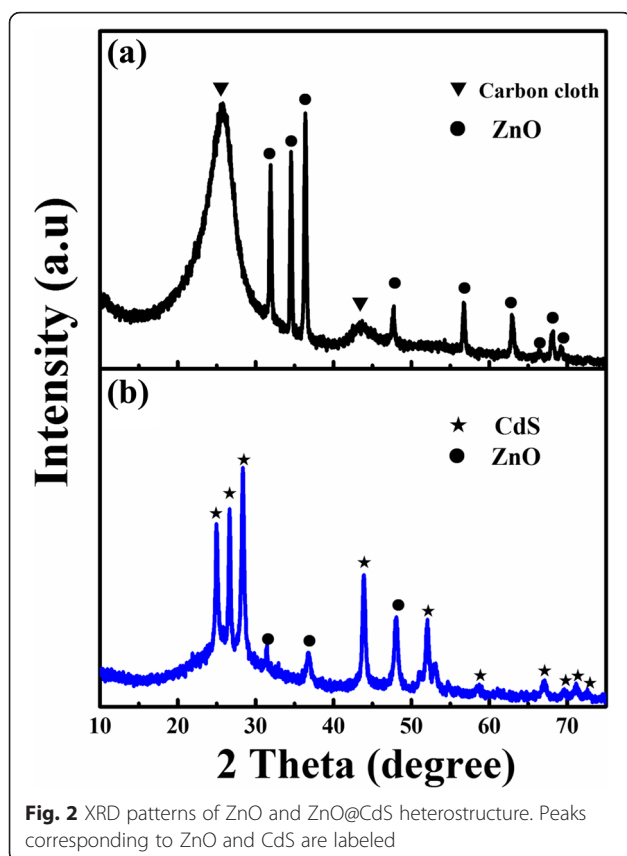 (a)
▼ Carbon cloth
● ZnO
(b)
★ CdS
● ZnO
Intensity (a.u)
10 20 30 40 50 60 70
2 Theta (degree)
Fig. 2 XRD patterns of ZnO and ZnO@CdS heterostructure. Peaks
corresponding to ZnO and CdS are labeled